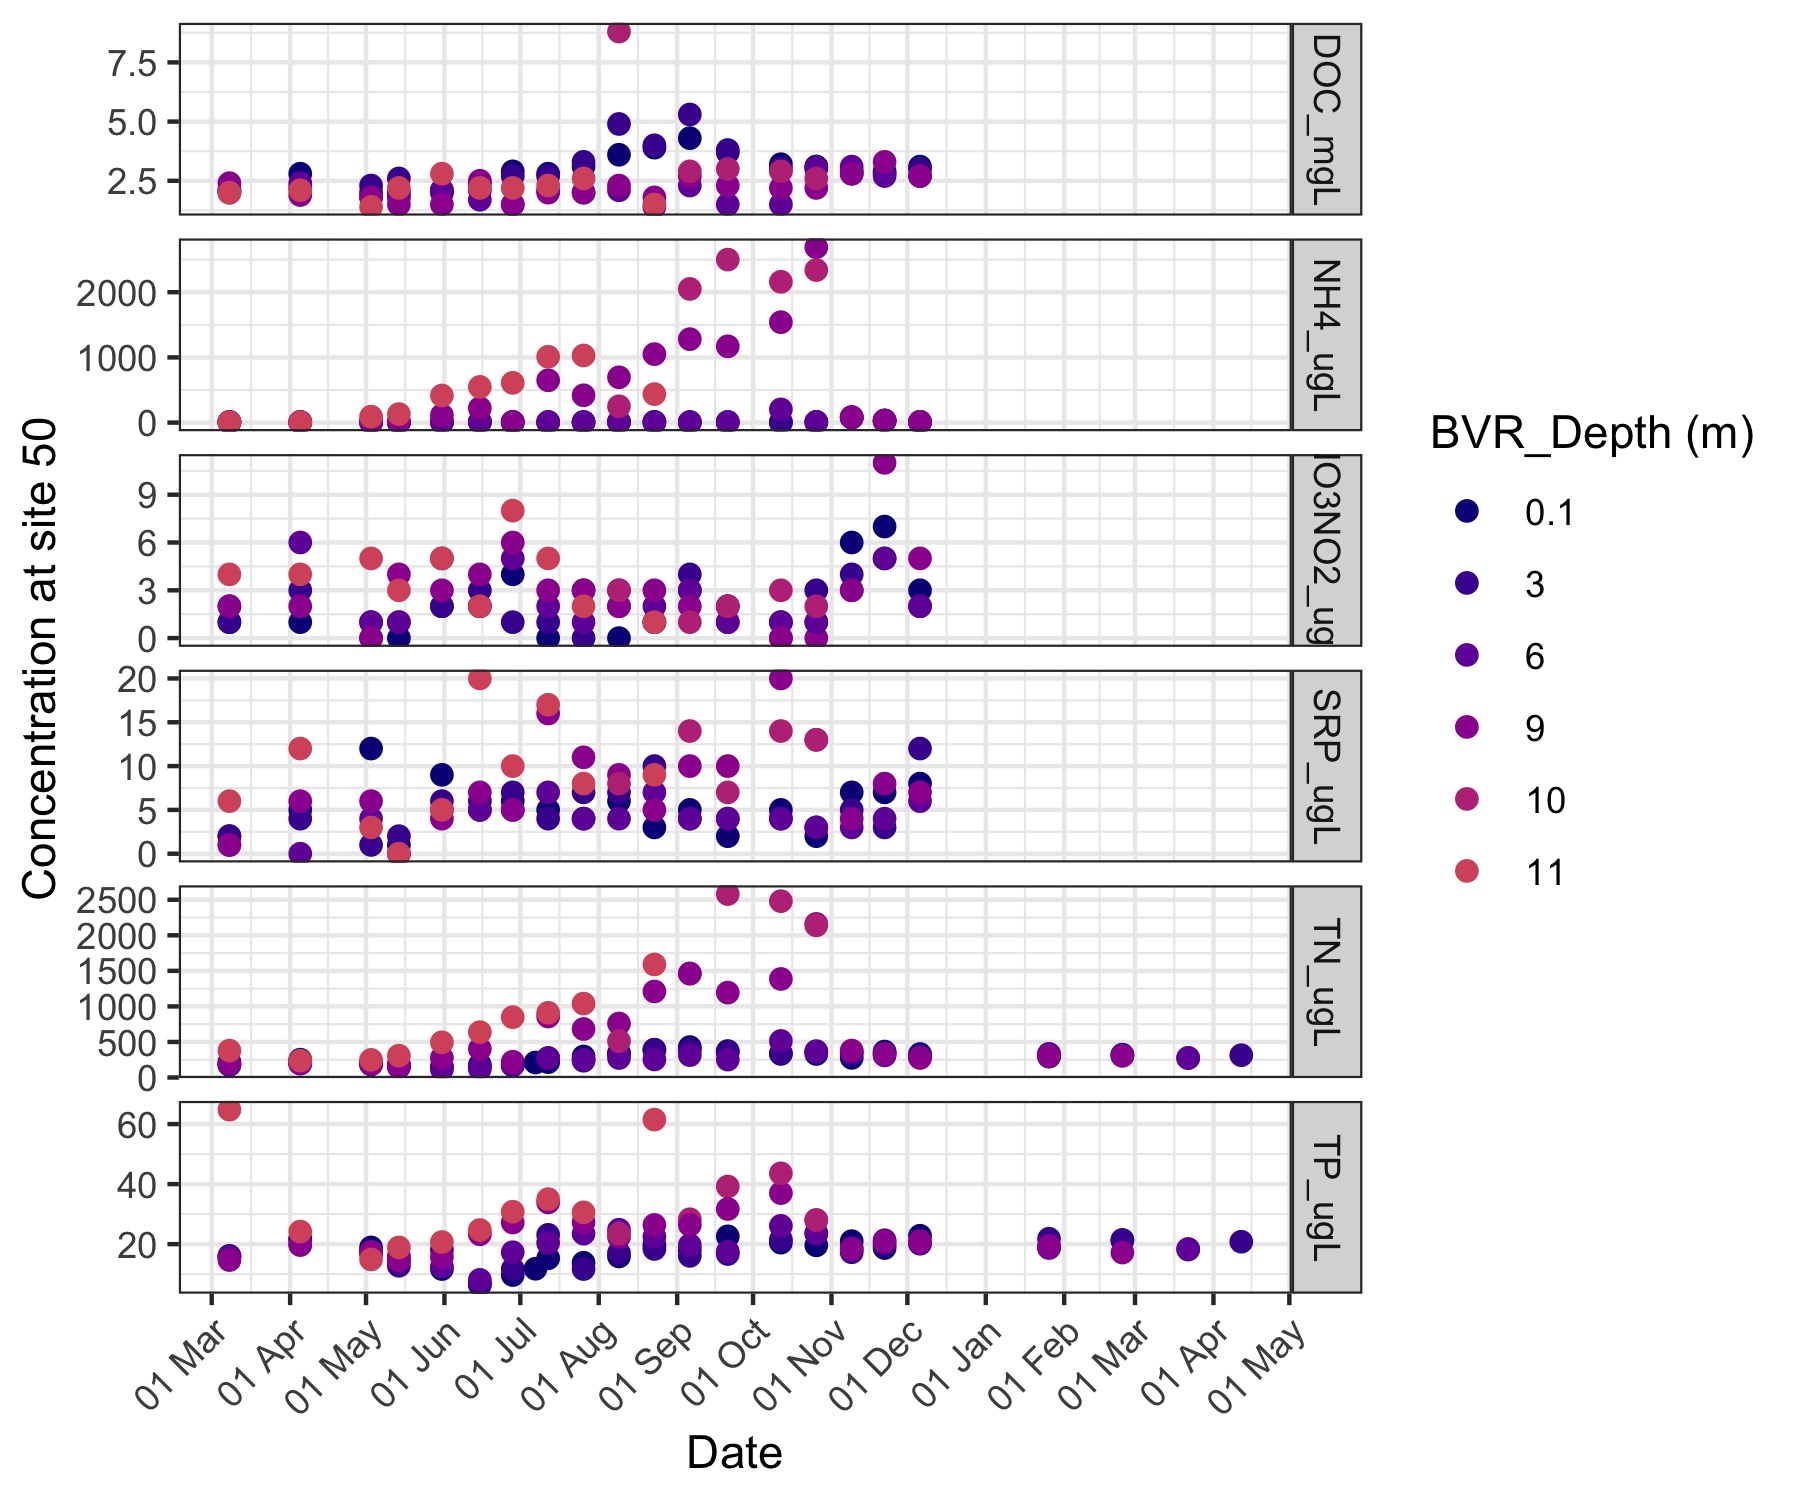 Concentration at site 50
7.5
5.0
2.5
DOC_mgL
2000
1000
0
NH4_ugL
9
6
3
0
IO3NO2_ug
20
15
10
5
0
SRP_ugL
2500
2000
1500
1000
500
0
TN_ugL
60
40
20
TP_ugL
01 Mar
01 Apr
01 May
01 Jun
01 Jul
01 Aug
01 Sep
01 Oct
01 Nov
01 Dec
01 Jan
01 Feb
01 Mar
01 Apr
01 May
Date
BVR_Depth (m)
0.1
3
6
9
10
11